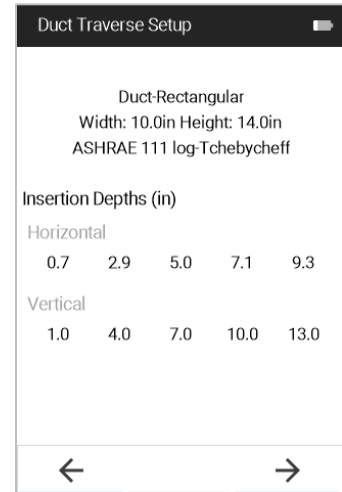 Duct Traverse Setup
Duct-Rectangular
Width: 10.0in Height: 14.0in
ASHRAE 111 log-Tchebycheff
Insertion Depths (in)
Horizontal
0.7 2.9 5.0 7.1 9.3
Vertical
1.0 4.0 7.0 10.0 13.0